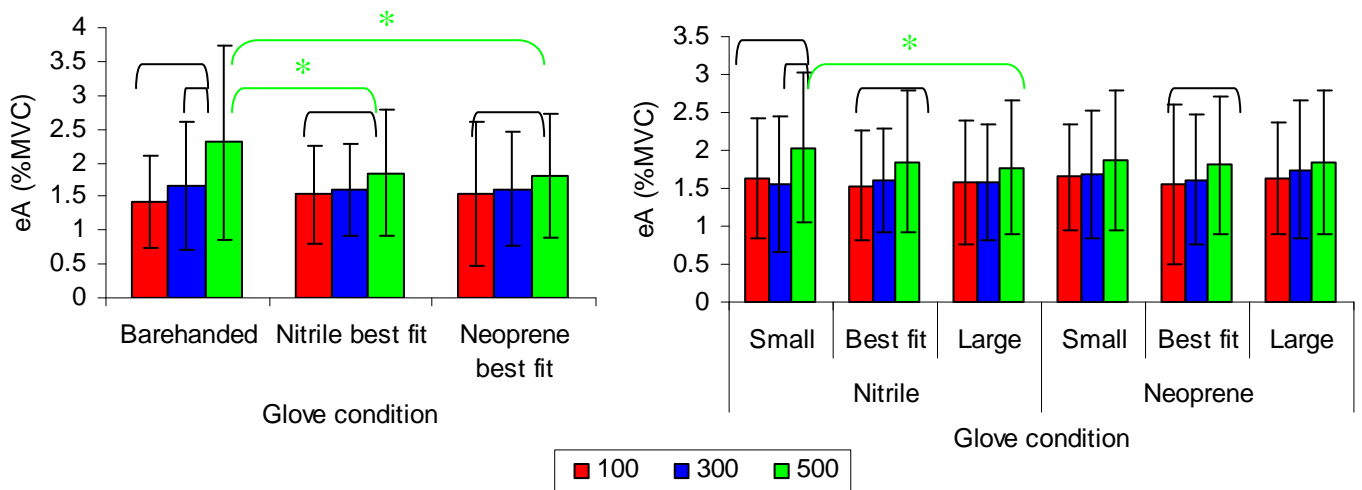 eA (%MVC)
4
3.5
3
2.5
2
1.5
1
0.5
0
*
*
Barehanded Nitrile best fit Neoprene
best fit
Glove condition
eA (%MVC)
3.5
3
2.5
2
1.5
1
0.5
0
*
Small Best fit Large Small Best fit Large
Nitrile Neoprene
Glove condition
100 300 500